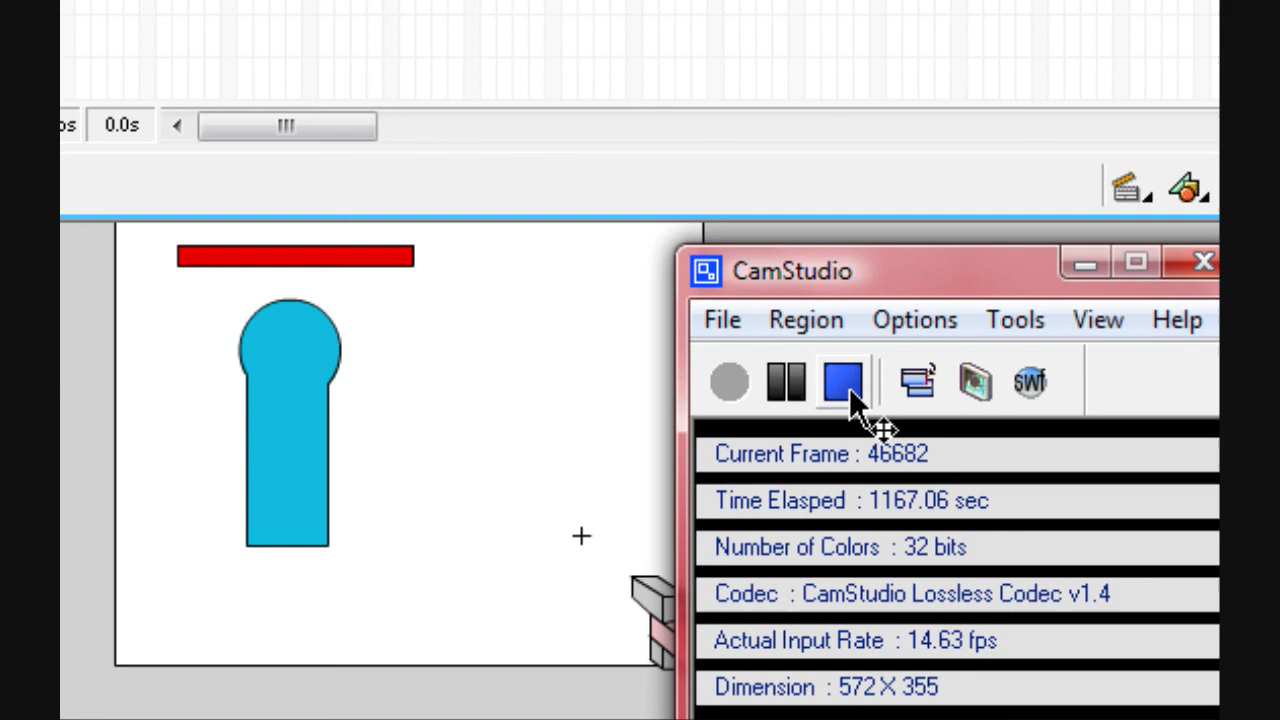 0.0s
CamStudio
File Region Options Tools View Help
swf
Current Frame : 46682
Time Elasped : 1167.06 sec
Number of Colors : 32 bits
Codec : CamStudio Lossless Codec v1.4
Actual Input Rate : 14.63 fps
Dimension : 572 X 355